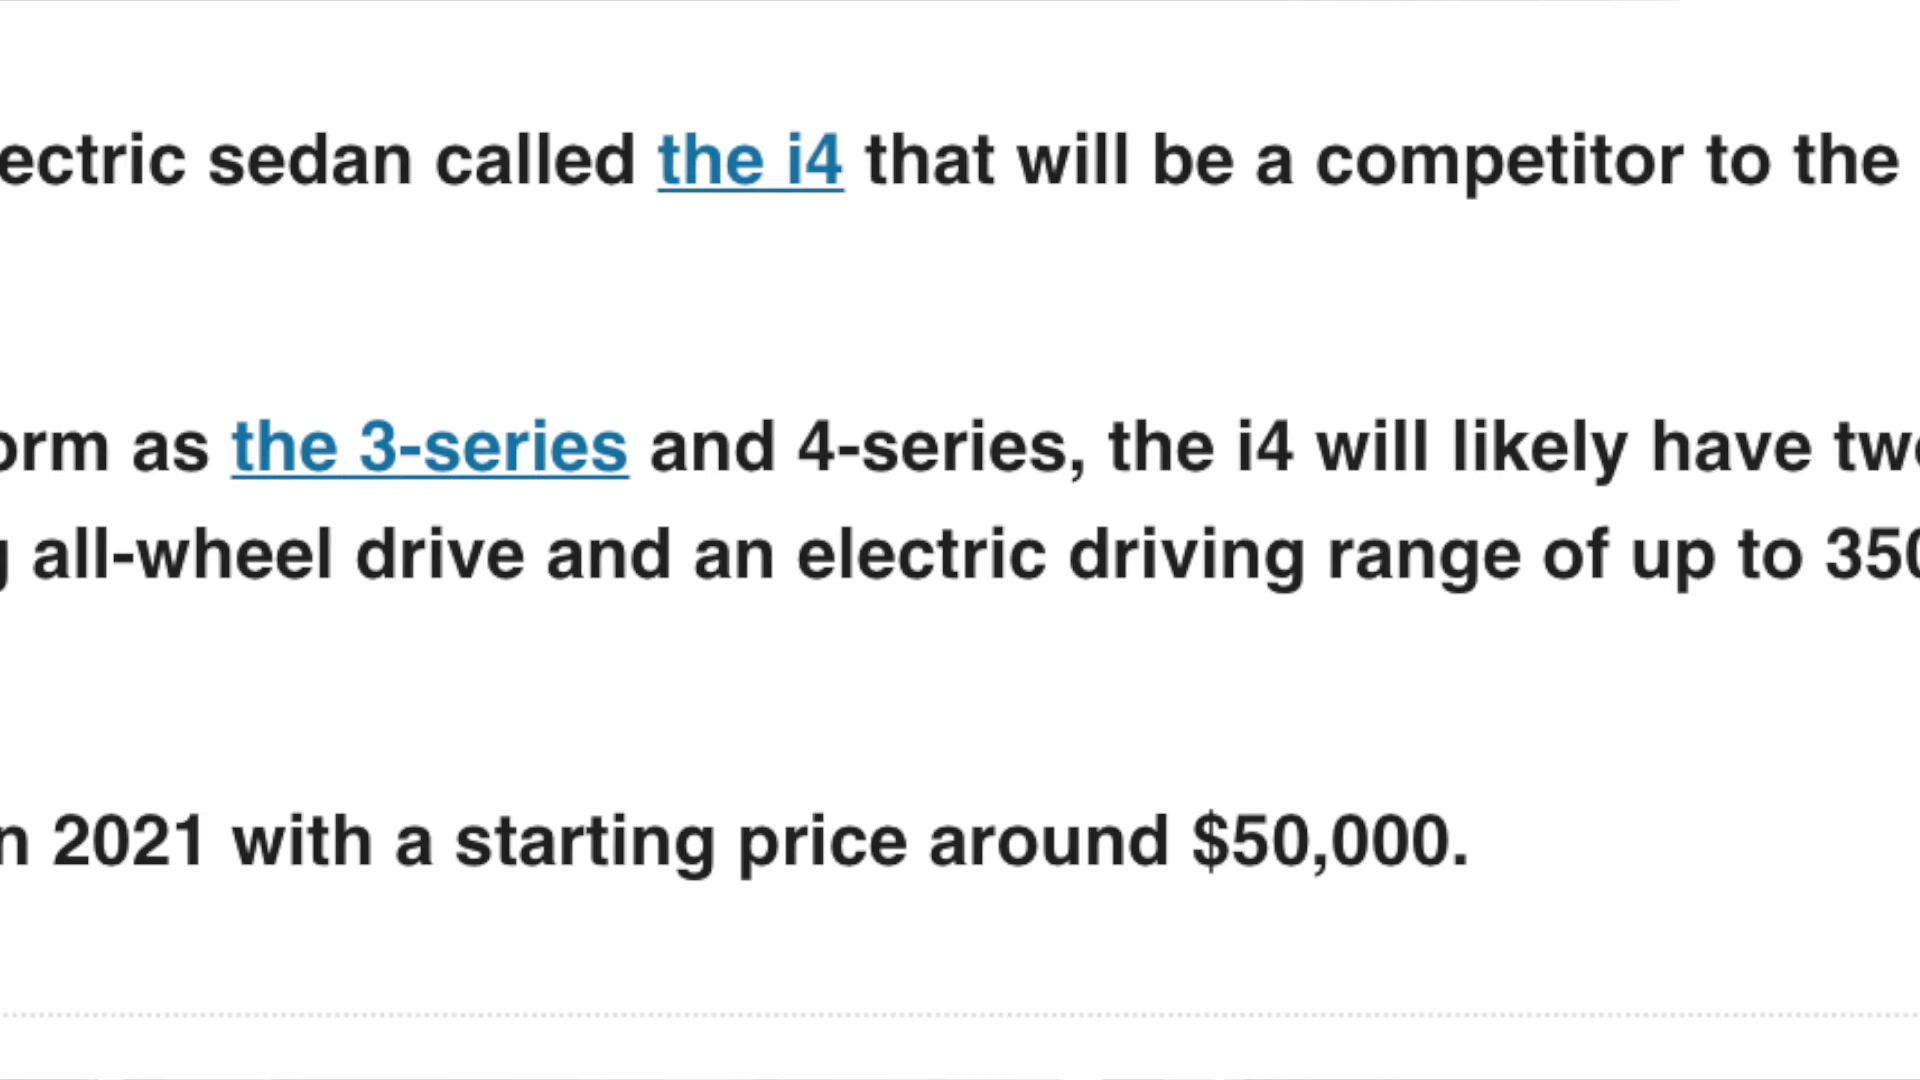 ectric sedan called the i4 that will be a competitor to the
orm as the 3-series and 4-series, the i4 will likely have
all-wheel drive and an electric driving range of up to 350
n 2021 with a starting price around $50,000.